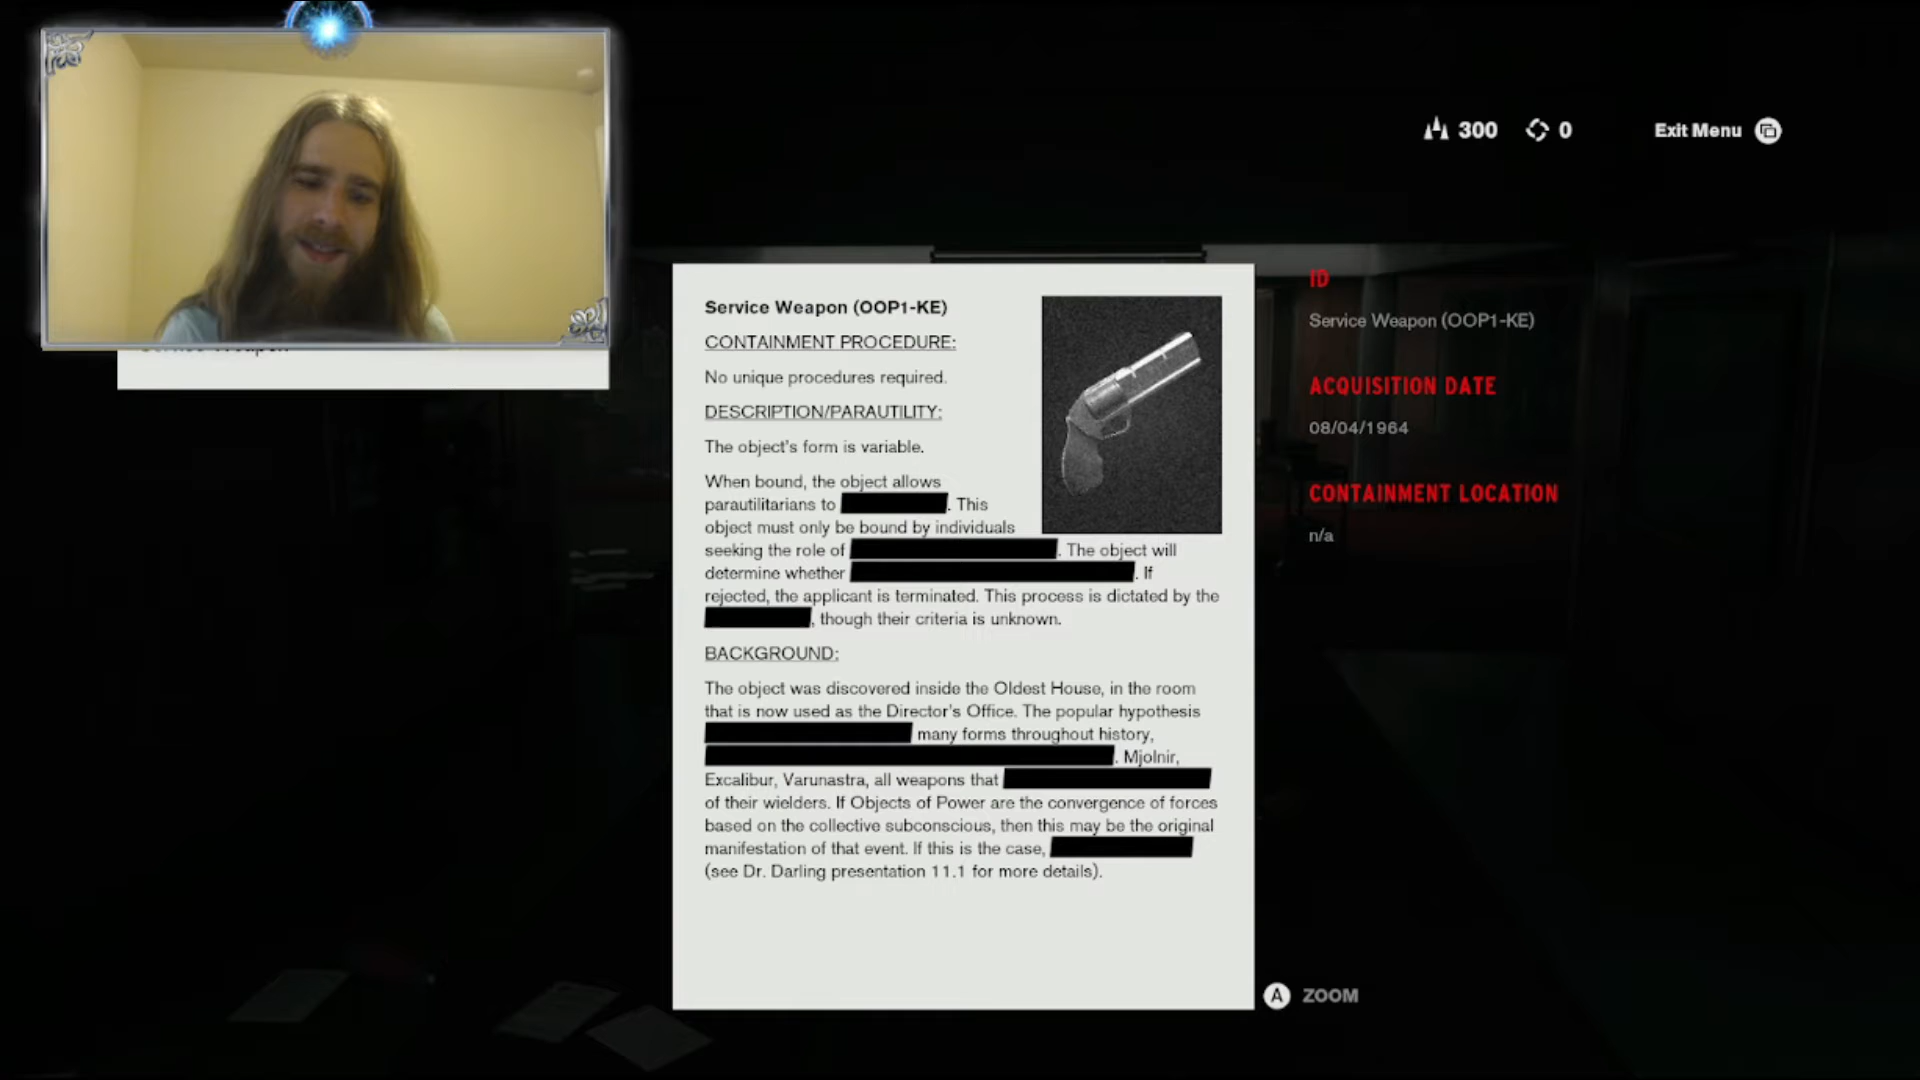 300 0 Exit Menu
Service Weapon (OOP1-KE)
CONTAINMENT PROCEDURE:
No unique procedures required.
DESCRIPTION/PARAUTILITY:
The object's form is variable.
When bound, the object allows
parautilitarians to . This
object must only be bound by individuals
seeking the role of . The object will
determine whether . If
rejected, the applicant is terminated. This process is dictated by the
, though their criteria is unknown.
BACKGROUND:
The object was discovered inside the Oldest House, in the room
that is now used as the Director's Office. The popular hypothesis
many forms throughout history,
. Mjolnir,
Excalibur, Varunastra, all weapons that
of their wielders. If Objects of Power are the convergence of forces
based on the collective subconscious, then this may be the original
manifestation of that event. If this is the case,
(see Dr. Darling presentation 11.1 for more details).
ID
Service Weapon (OOP1-KE)
ACQUISITION DATE
08/04/1964
CONTAINMENT LOCATION
n/a
A ZOOM